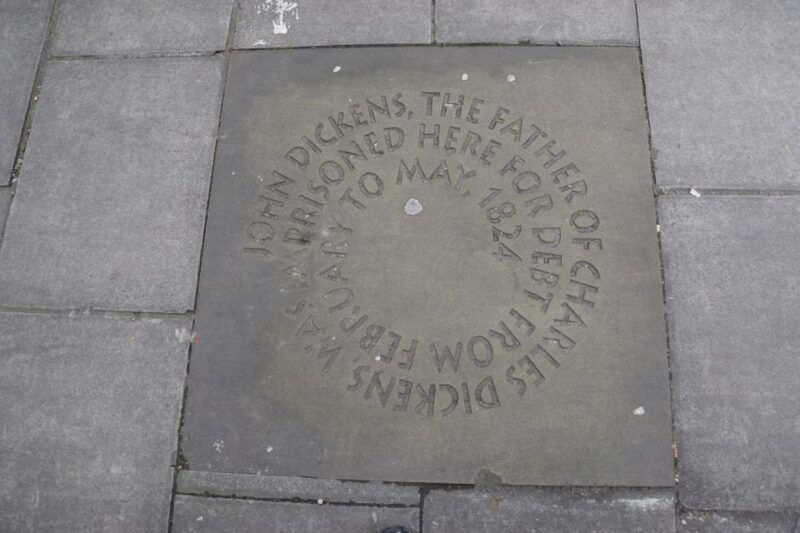 JOHN DICKENS, THE FATHER OF CHARLES DICKENS, WAS IMPRISONED HERE FOR DEBT FROM FEBRUARY TO MAY, 1824